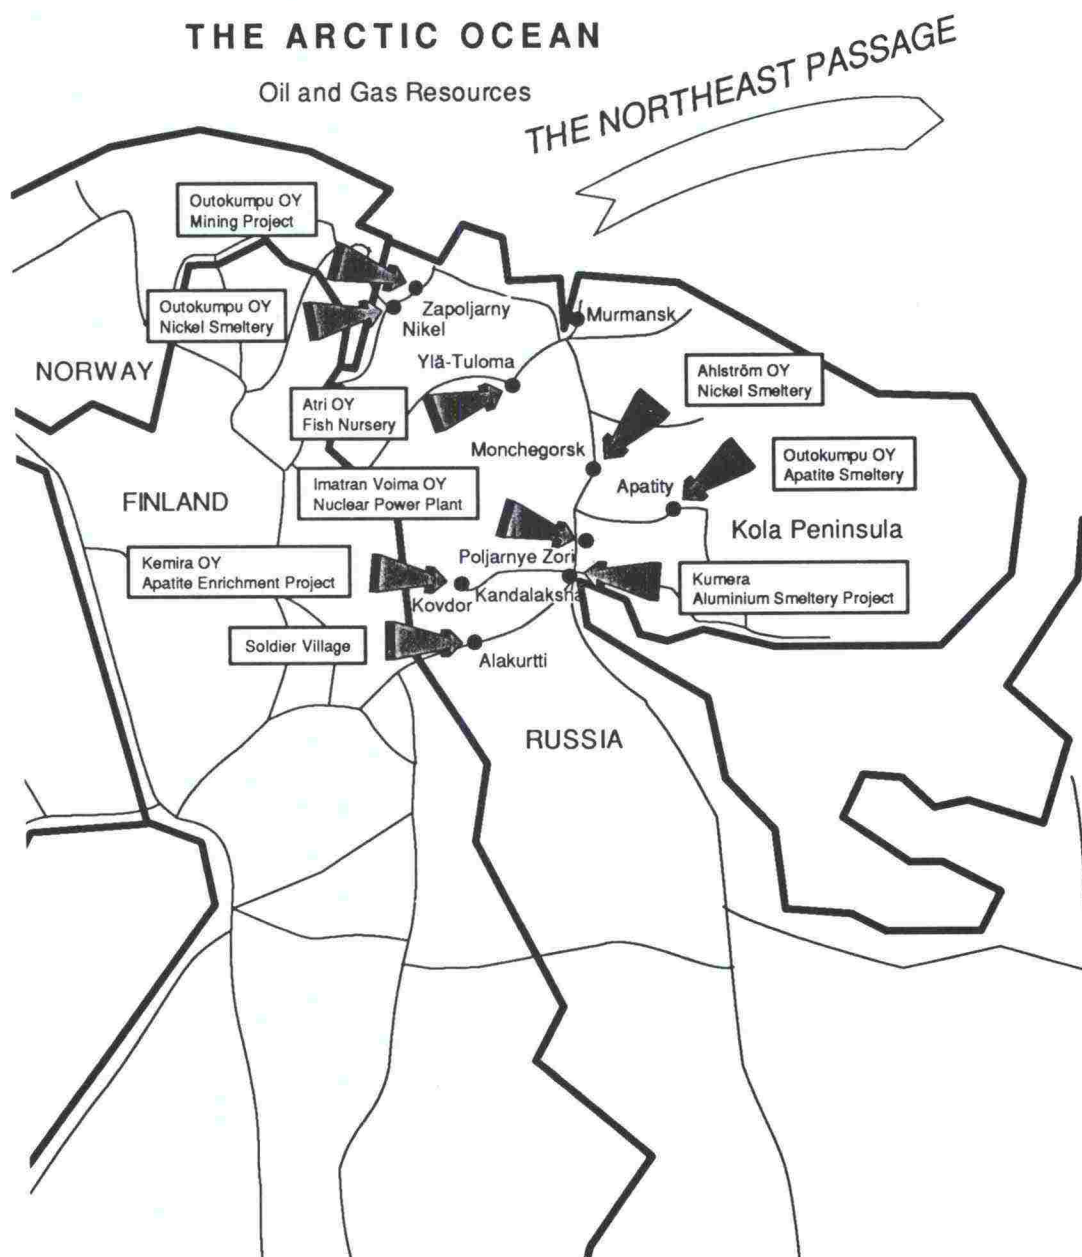 THE ARCTIC OCEAN
Oil and Gas Resources
THE NORTHEAST PASSAGE
Outokumpu OY
Mining Project
Outokumpu OY
Nickel Smeltery
Zapoljarny
Nikel
Murmansk
NORWAY
Ylä-Tuloma
Ahlström OY
Nickel Smeltery
Atri OY
Fish Nursery
Monchegorsk
Outokumpu OY
Apatite Smeltery
Imatran Voima OY
Nuclear Power Plant
Apatity
FINLAND
Kola Peninsula
Poljarnye Zori
Kemira OY
Apatite Enrichment Project
Kovdor
Kandalaksha
Kumera
Aluminium Smeltery Project
Soldier Village
Alakurtti
RUSSIA